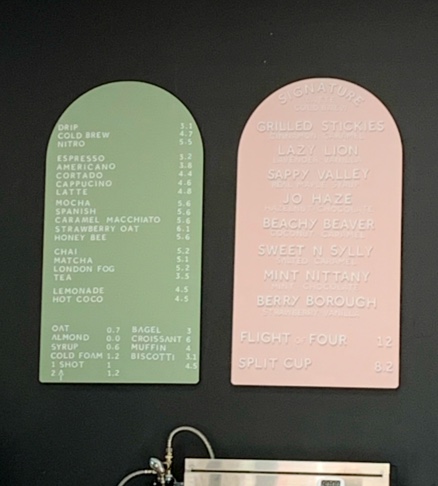 DRIP 3.1
COLD BREW 4.7
NITRO 5.5
ESPRESSO 3.2
AMERICANO 3.8
CORTADO 4.4
CAPPUCINO 4.6
LATTE 4.8
MOCHA 5.6
SPANISH 5.6
CARAMEL MACCHIATO 5.6
STRAWBERRY OAT 6.1
HONEY BEE 5.6
CHAI 5.2
MATCHA 5.1
LONDON FOG 5.2
TEA 3.5
LEMONADE 4.5
HOT COCO 4.5
OAT 0.7 BAGEL 3
ALMOND 0.0 CROISSANT 6
SYRUP 0.6 MUFFIN 4
COLD FOAM 1.2 BISCOTTI 3.1
1 SHOT 1 4.5
2 1.2
SIGNATURE
GRILLED STICKIES
LAZY LION
SAPPY VALLEY
JO HAZE
BEACHY BEAVER
SWEET N SYLLY
MINT NITTANY
BERRY BOROUGH
FLIGHT OF FOUR 12
SPLIT CUP 8.2